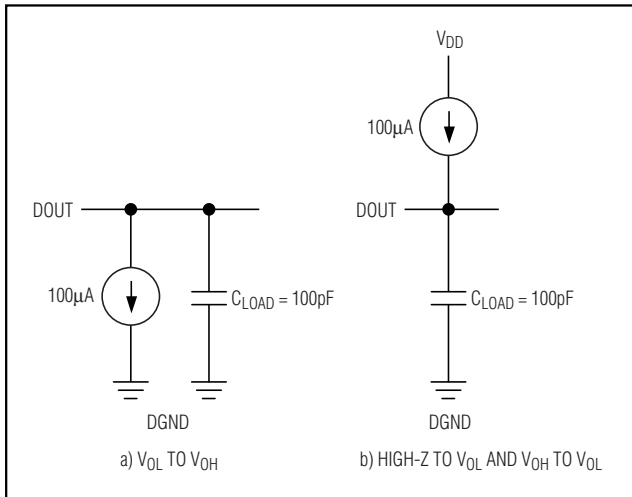 DOUT
100µA
C_LOAD = 100pF
DGND
a) V_OL TO V_OH
V_DD
100µA
DOUT
C_LOAD = 100pF
DGND
b) HIGH-Z TO V_OL AND V_OH TO V_OL